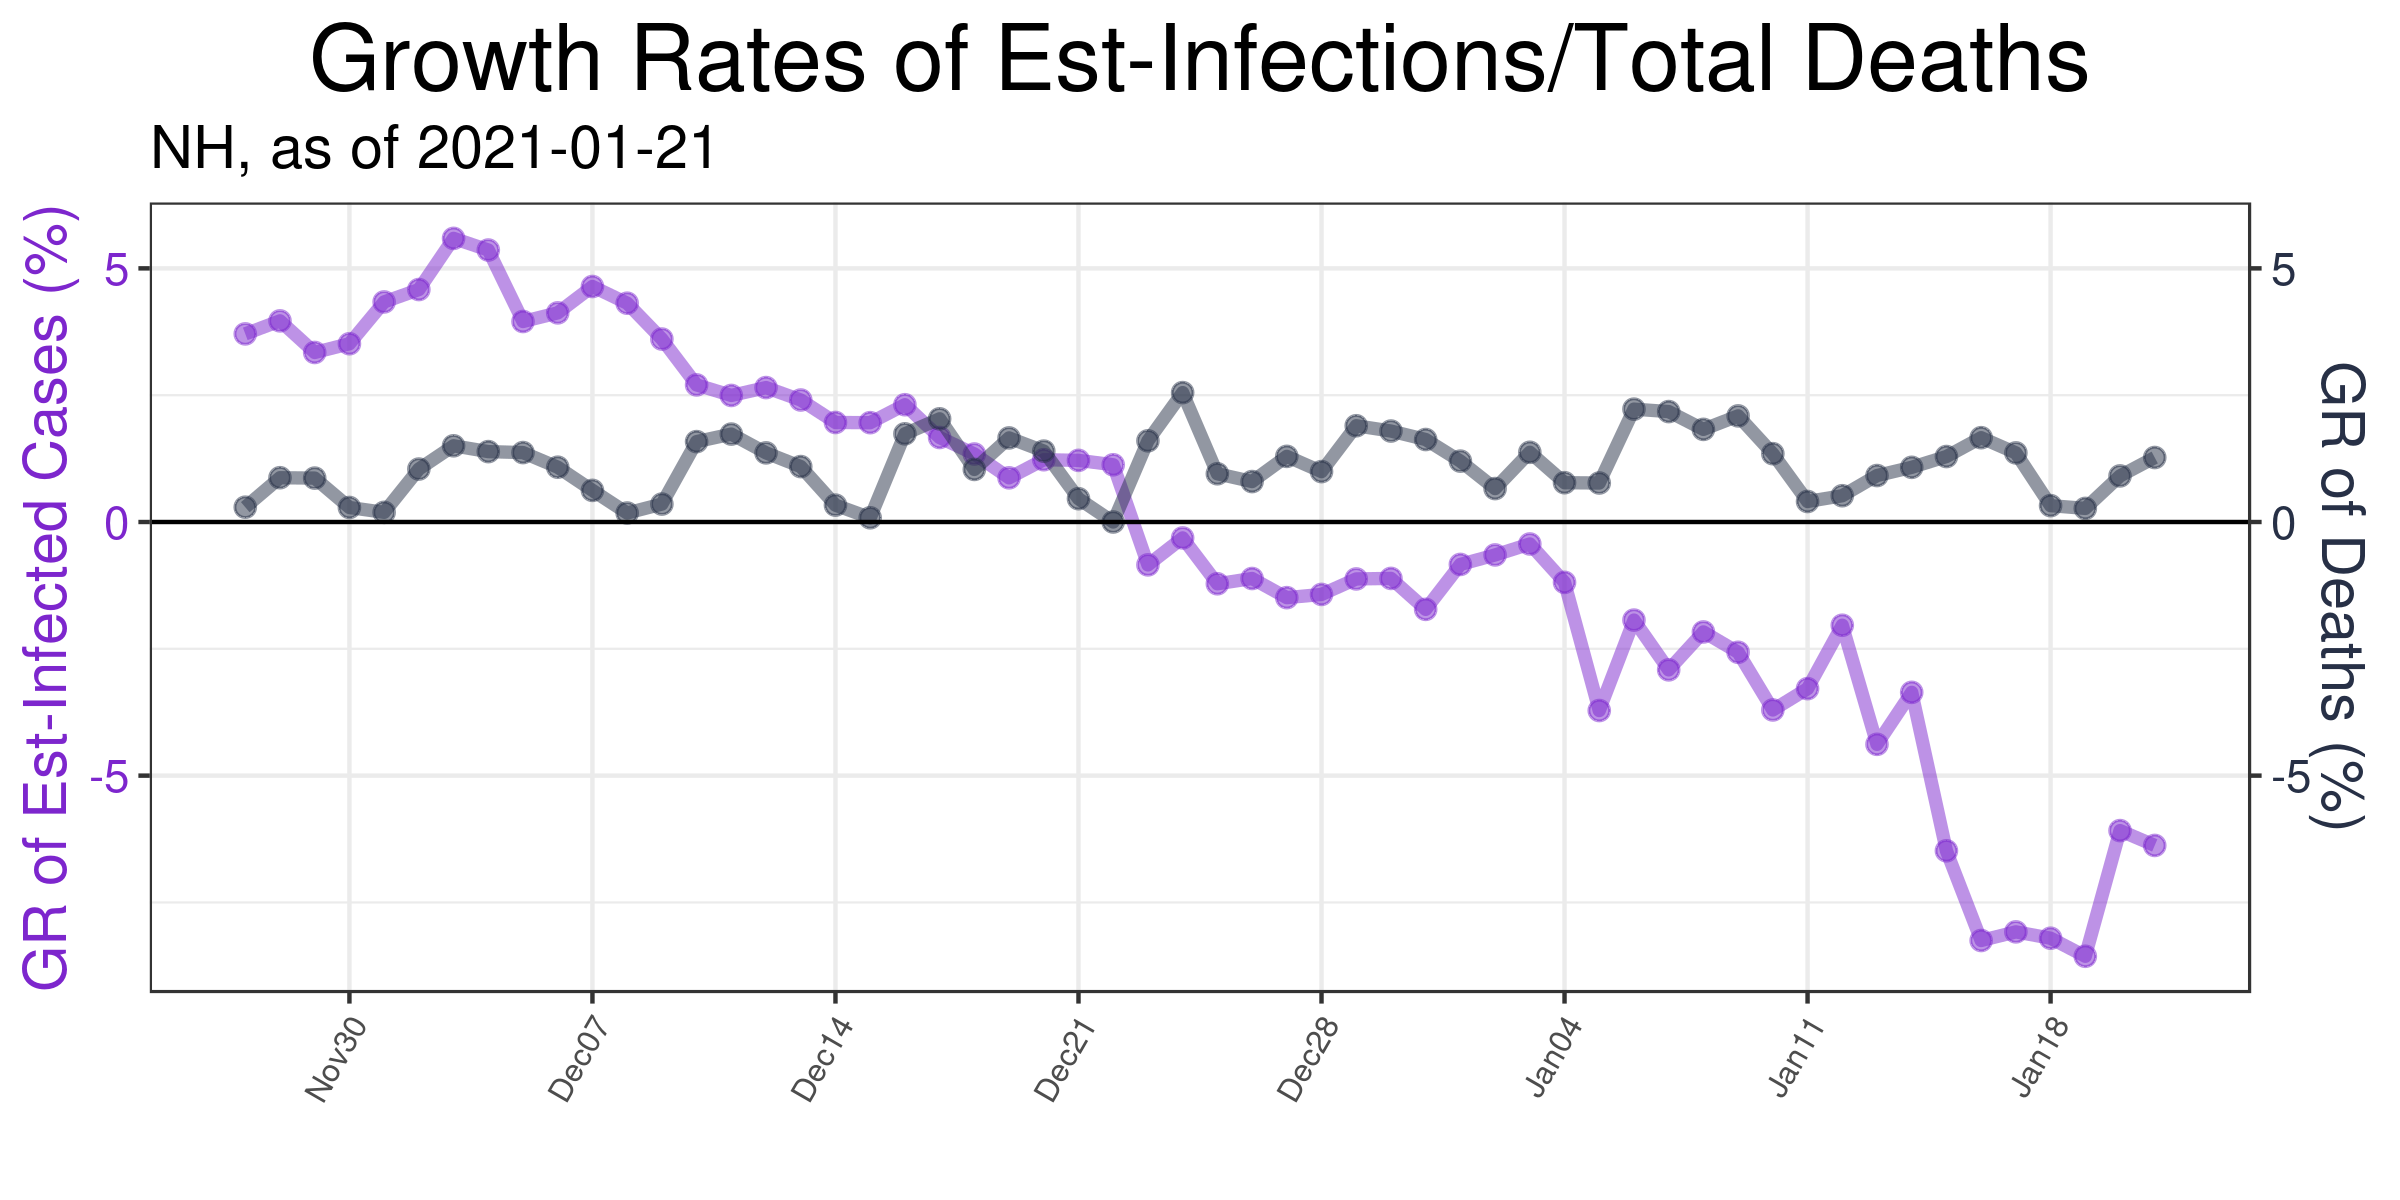 Growth Rates of Est-Infections/Total Deaths
NH, as of 2021-01-21
GR of Est-Infected Cases (%)
5
0
-5
5
0
-5
GR of Deaths (%)
Nov30
Dec07
Dec14
Dec21
Dec28
Jan04
Jan11
Jan18